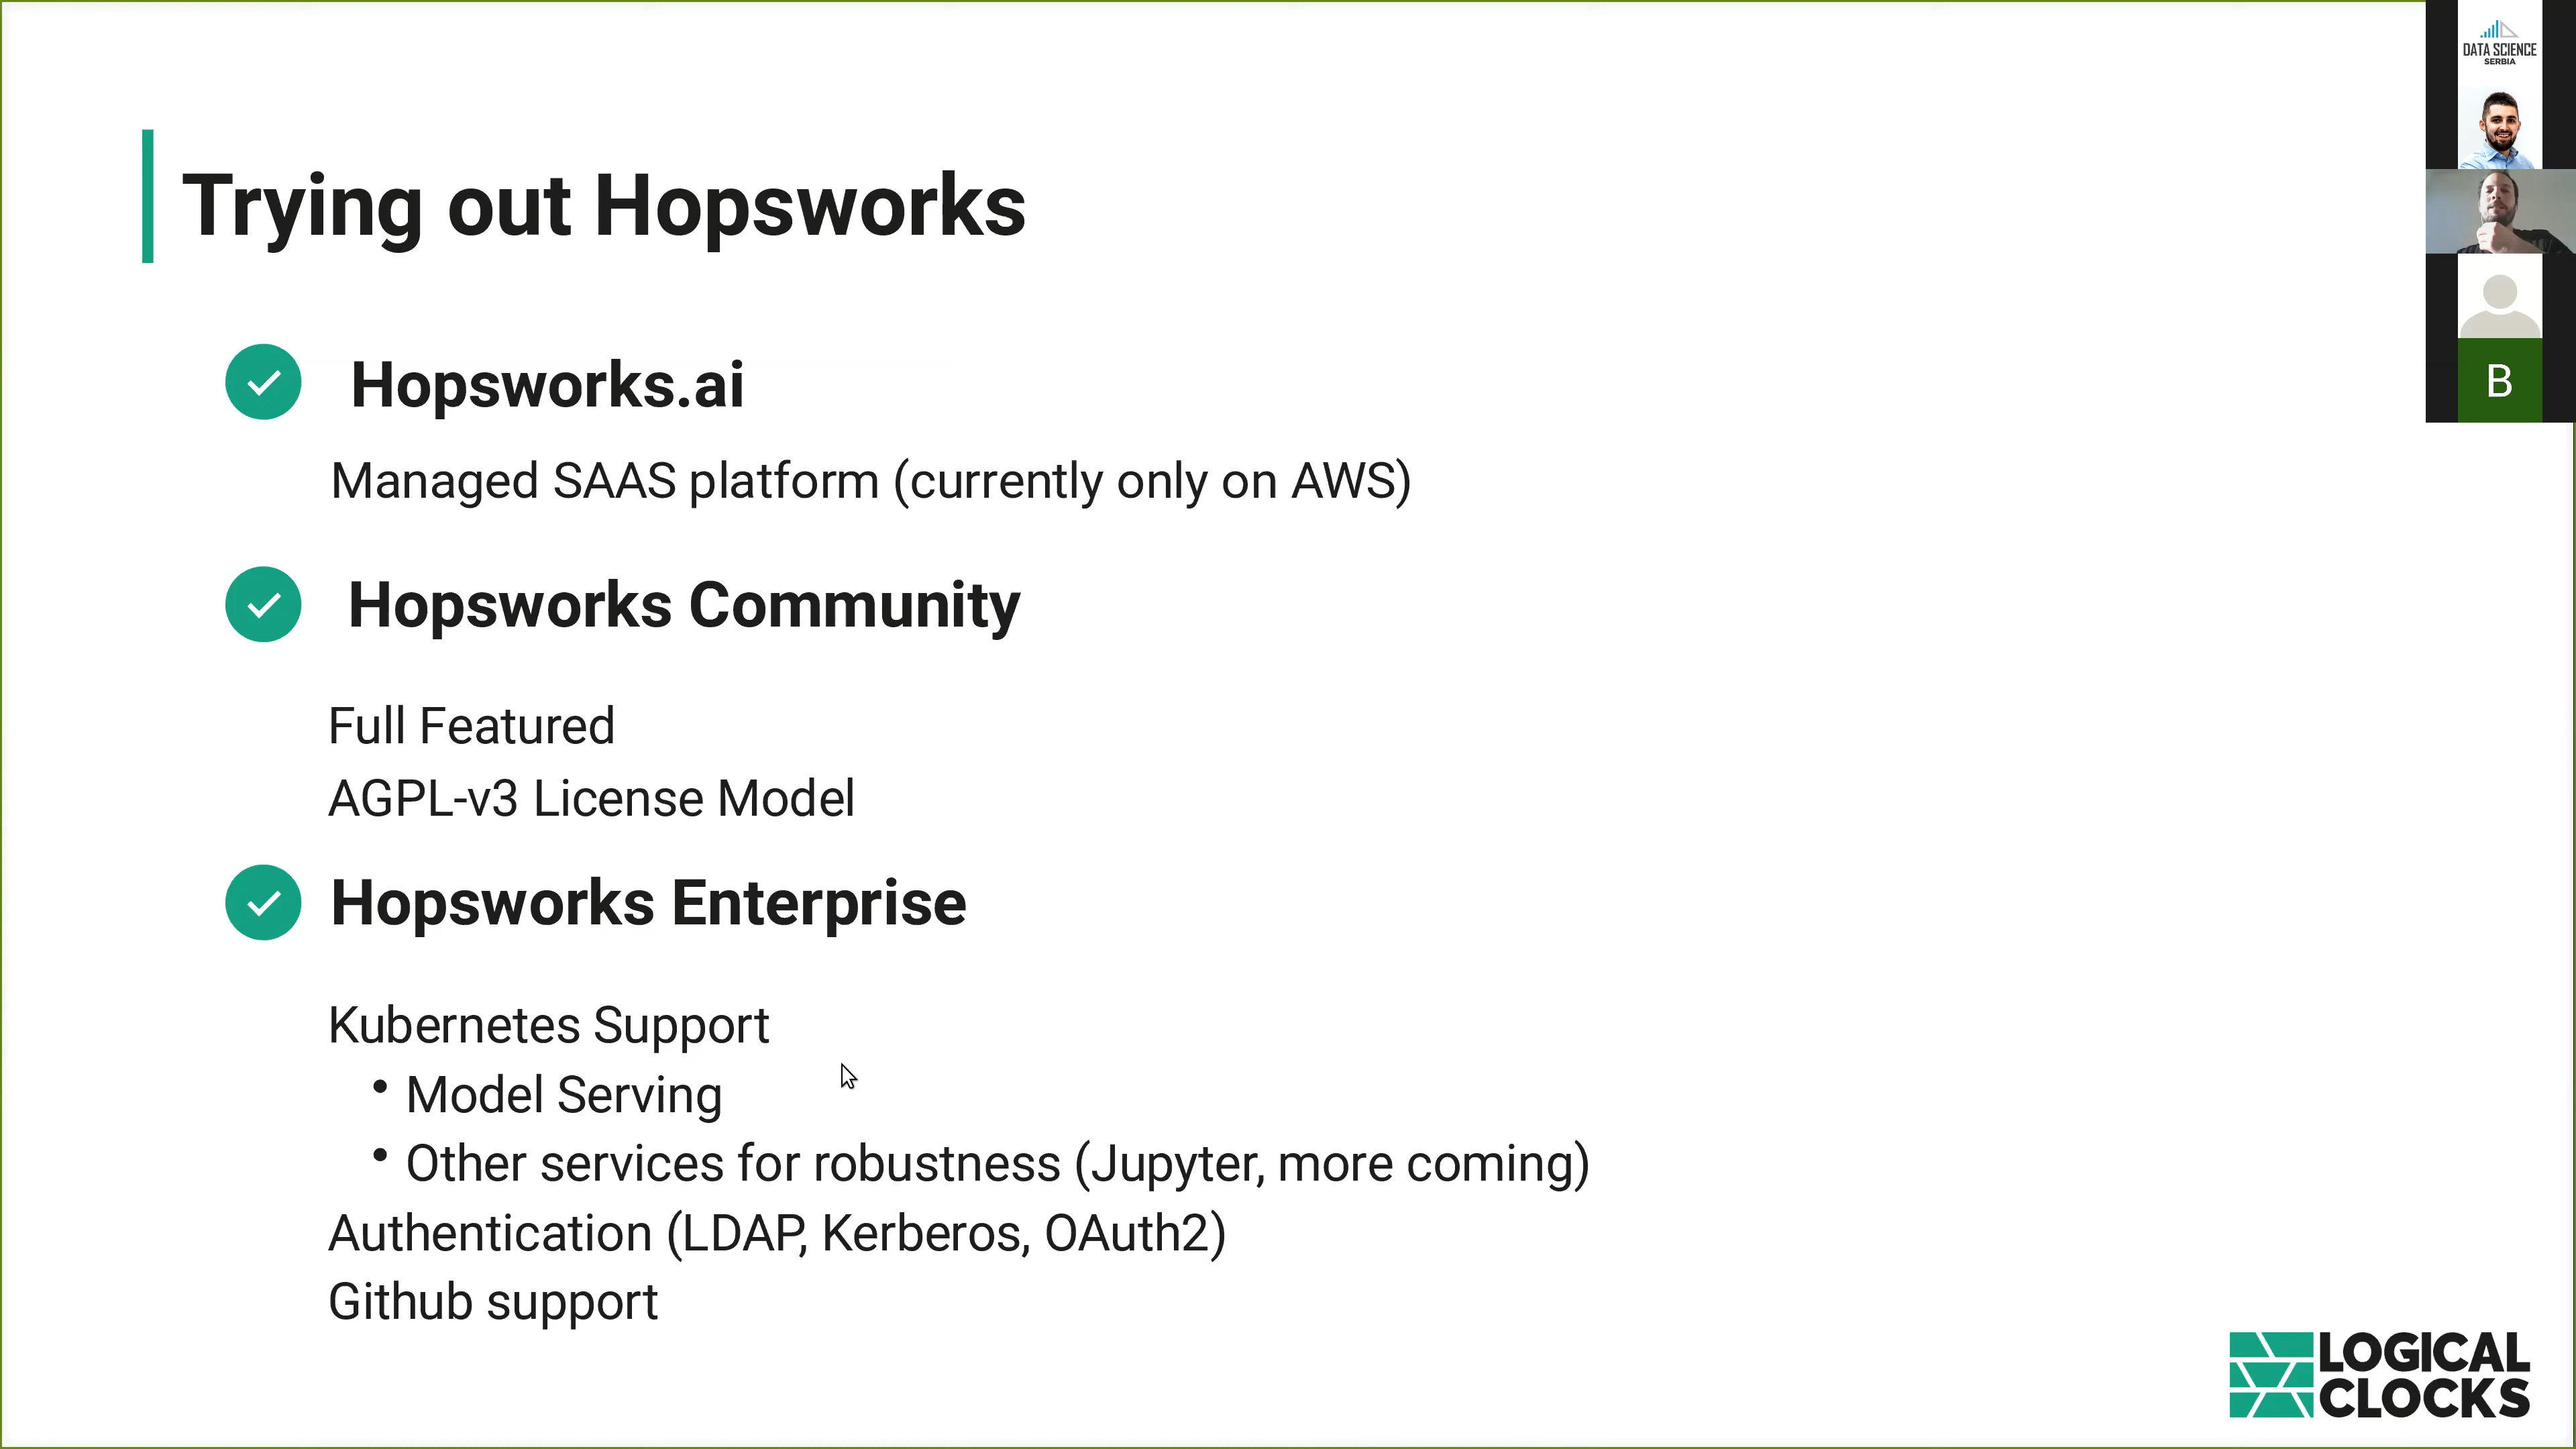 Trying out Hopsworks
Hopsworks.ai
Managed SAAS platform (currently only on AWS)
Hopsworks Community
Full Featured
AGPL-v3 License Model
Hopsworks Enterprise
Kubernetes Support
• Model Serving
• Other services for robustness (Jupyter, more coming)
Authentication (LDAP, Kerberos, OAuth2)
Github support
LOGICAL
CLOCKS
DATA SCIENCE
SERBIA
B